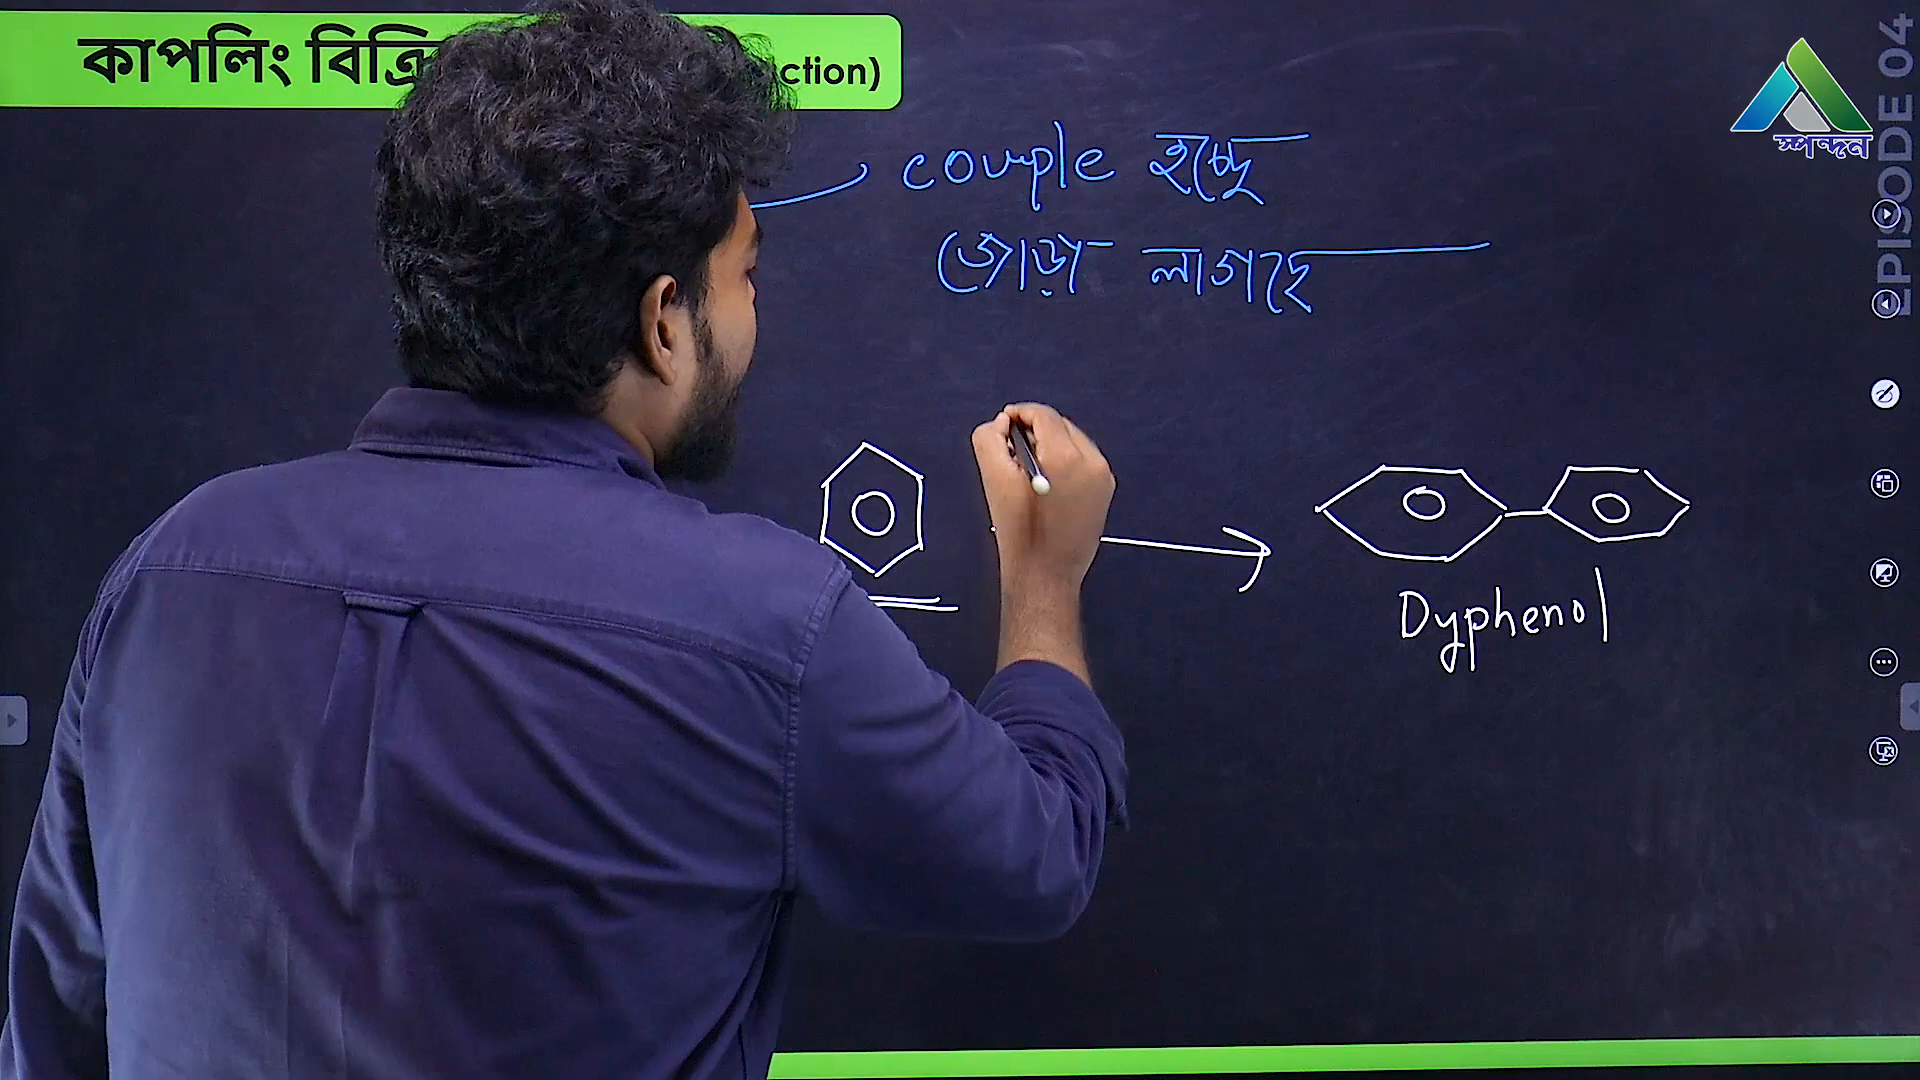 কাপলিং বিক্রি ction)
EPISODE 04
স্পন্দন
couple হচ্ছে
জোড়া লাগছে
Dyphenol